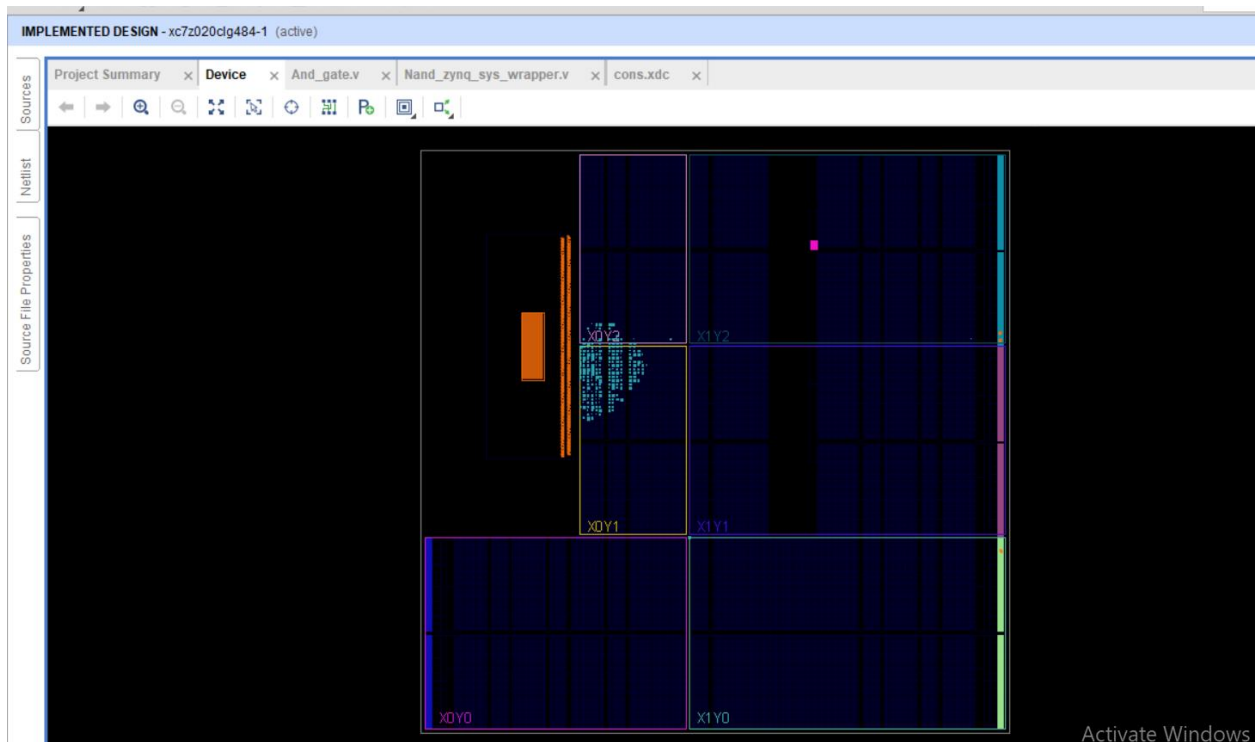 IMPLEMENTED DESIGN - xc7z020clg484-1 (active)
Sources
Netlist
Source File Properties
Project Summary × Device × And_gate.v × Nand_zynq_sys_wrapper.v × cons.xdc ×
X0Y2
X1Y2
X0Y1
X1Y1
X0Y0
X1Y0
Activate Windows